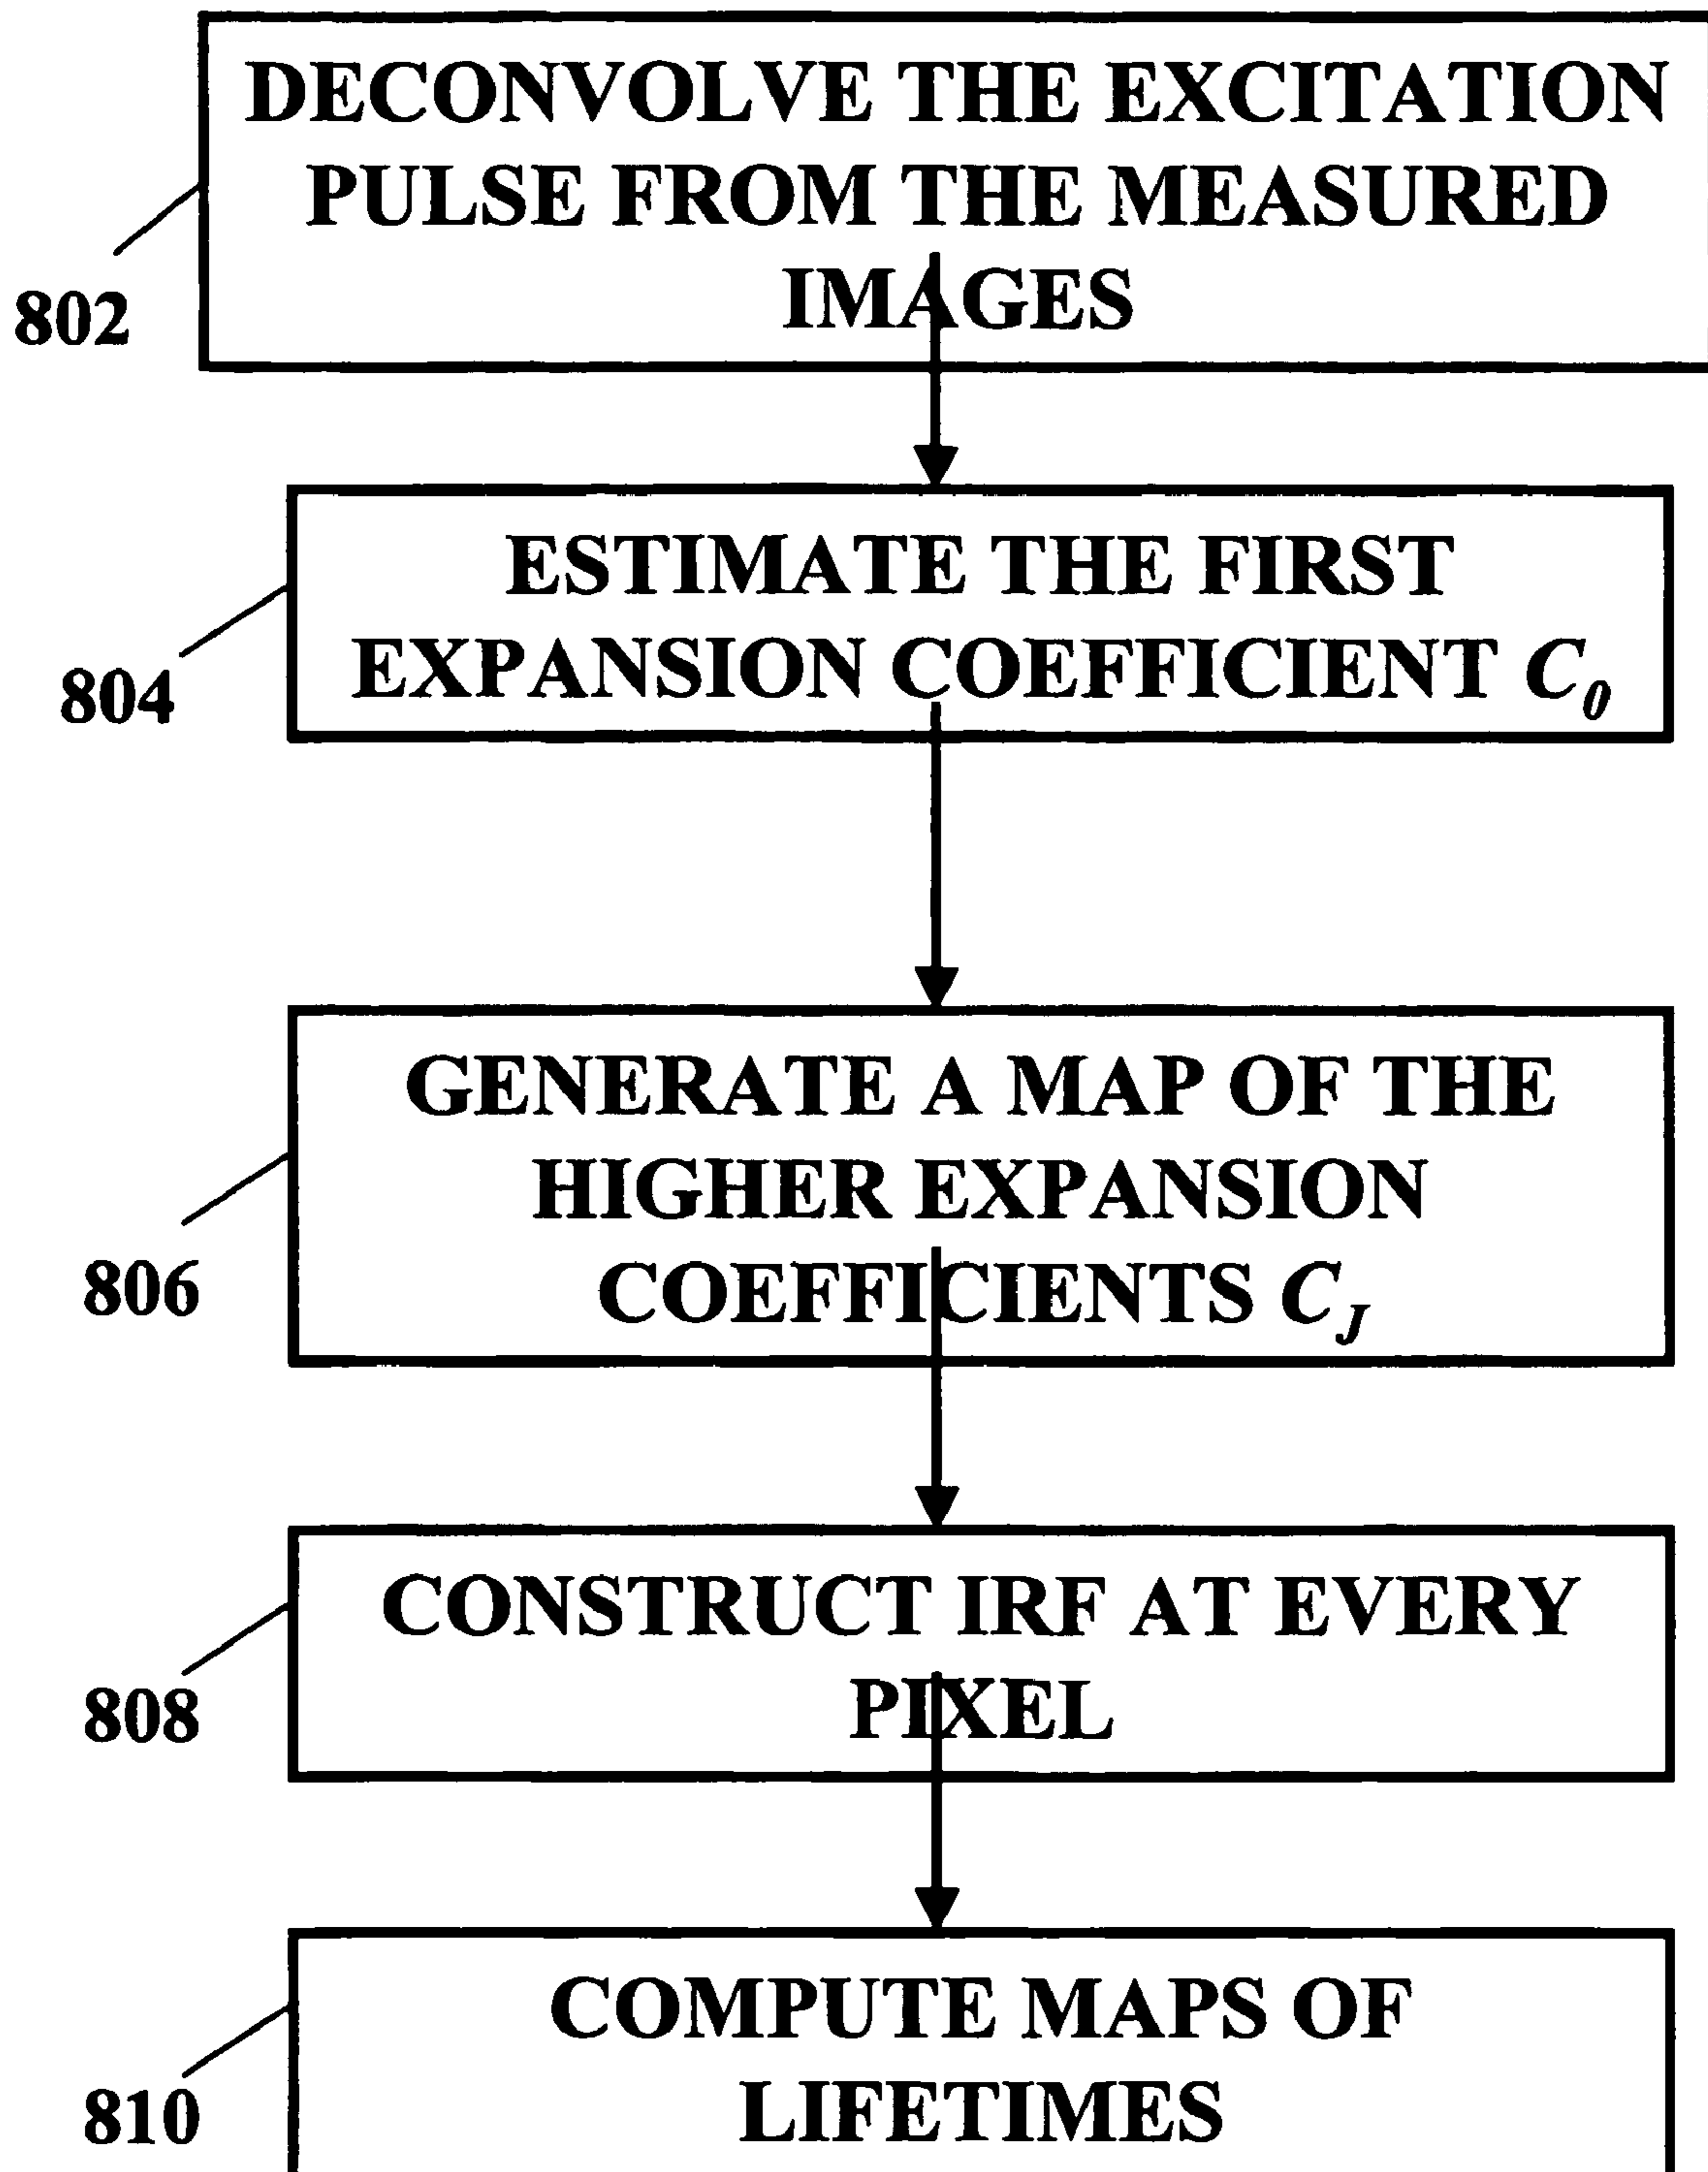 DECONVOLVE THE EXCITATION
PULSE FROM THE MEASURED
IMAGES
802
ESTIMATE THE FIRST
EXPANSION COEFFICIENT C0
804
GENERATE A MAP OF THE
HIGHER EXPANSION
COEFFICIENTS CJ
806
CONSTRUCT IRF AT EVERY
PIXEL
808
COMPUTE MAPS OF
LIFETIMES
810